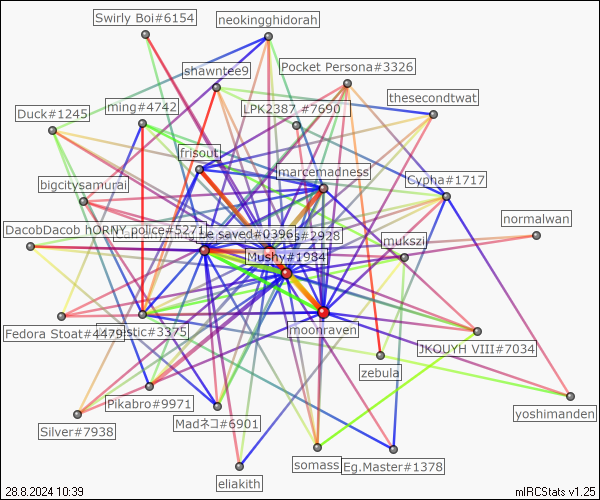 Swirly Boi#6154
neokingghidorah
shawntee9
Pocket Persona#3326
thesecondtwat
Duck#1245
ming#4742
LPK2387 #7690
frisout
marcemadness
Cypha#1717
bigcitysamurai
normalwan
DacobDacob hORNY police#5271
be saved#0396
#2928
mukszi
Mushy#1984
moonraven
Fedora Stoat#4479
#3375
JKOUYH VIII#7034
zebula
Pikabro#9971
yoshimanden
Silver#7938
Madネコ#6901
somass
Eg.Master#1378
eliakith
28.8.2024 10:39
mIRCStats v1.25